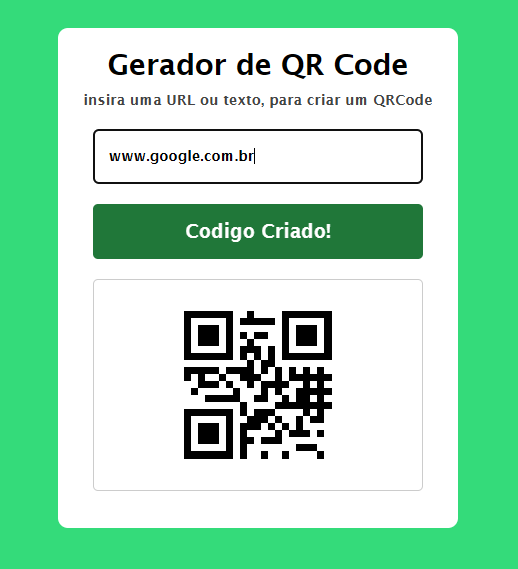 Gerador de QR Code
insira uma URL ou texto, para criar um QRCode
www.google.com.br
Codigo Criado!